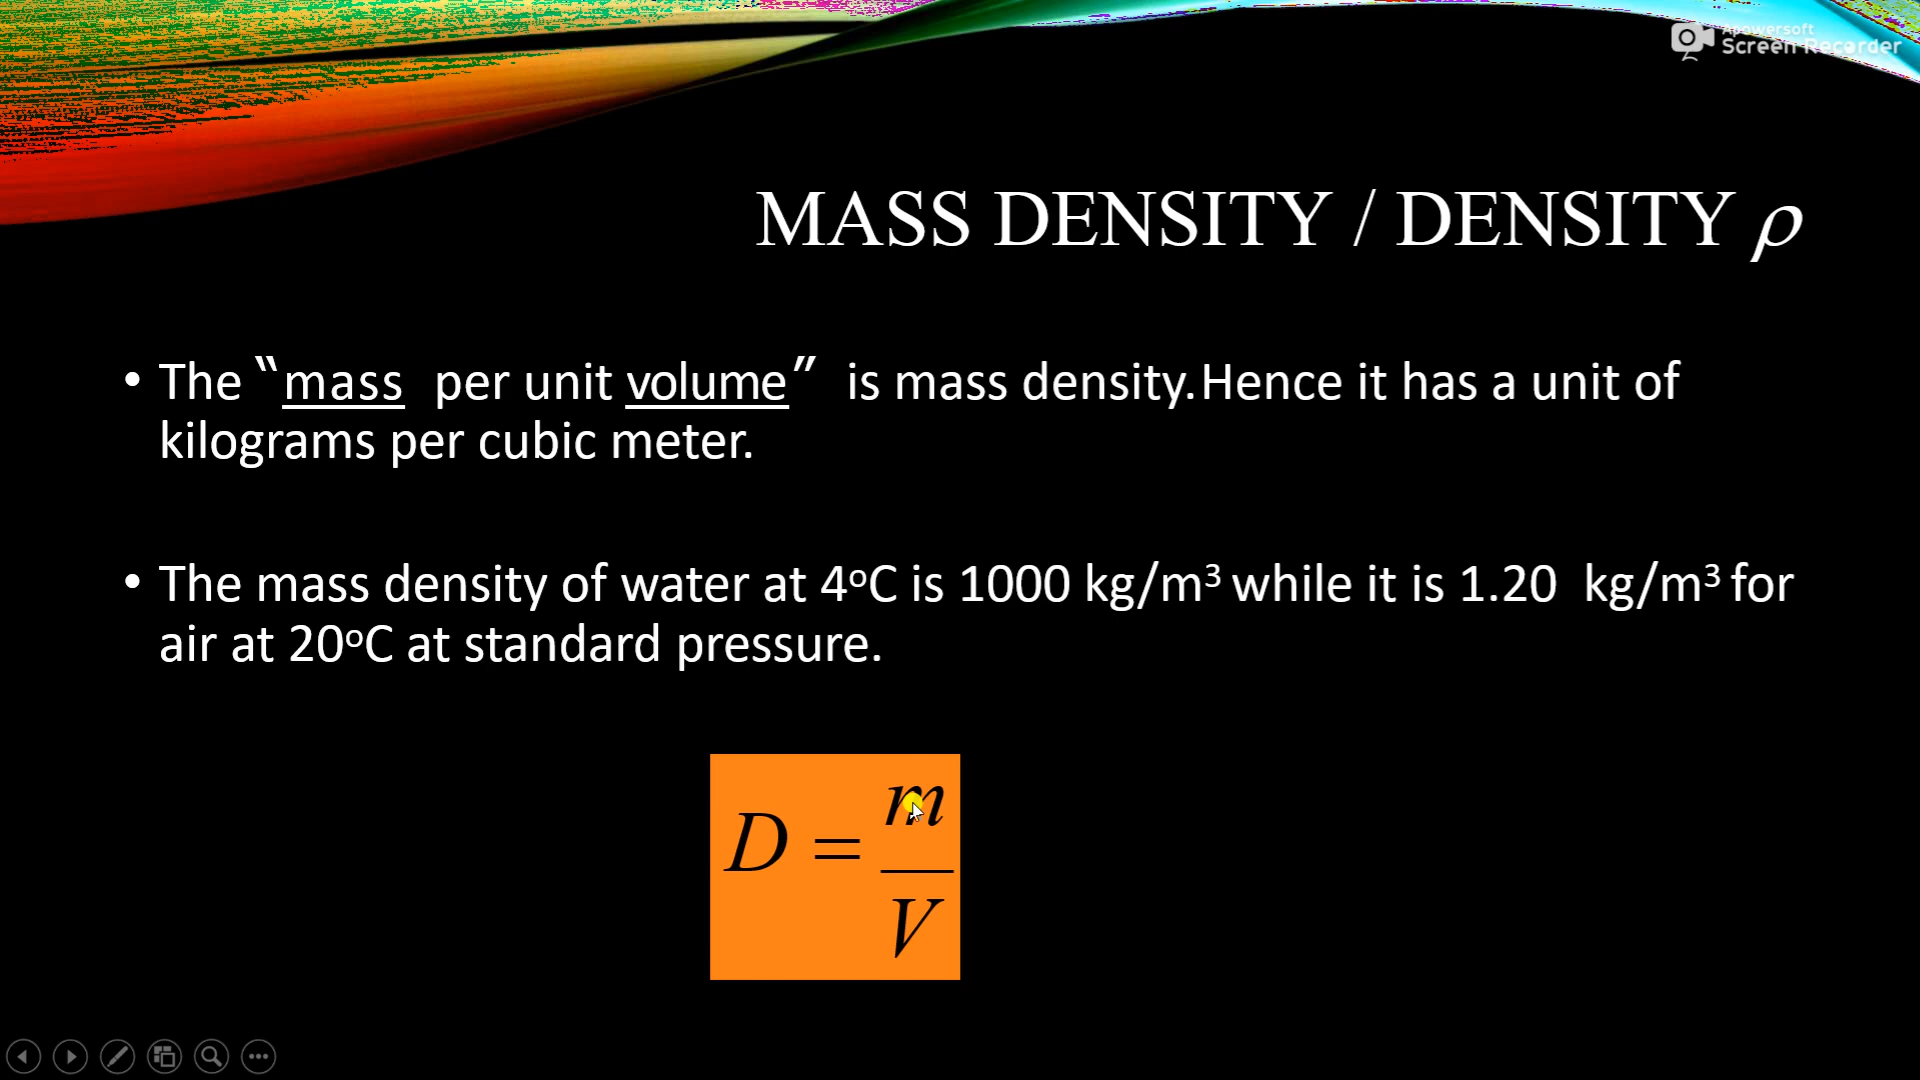 Apowersoft
Screen Recorder
MASS DENSITY / DENSITY ρ
• The “mass per unit volume” is mass density. Hence it has a unit of
kilograms per cubic meter.
• The mass density of water at 4ºC is 1000 kg/m³ while it is 1.20 kg/m³ for
air at 20ºC at standard pressure.
D = m
V